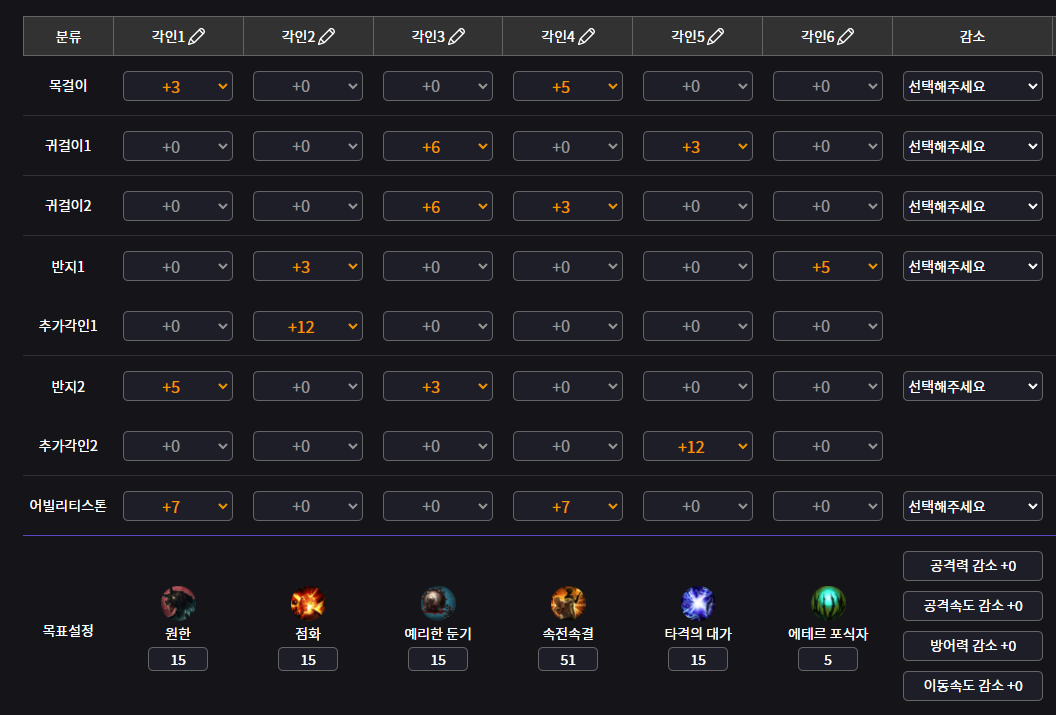 분류 각인1 각인2 각인3 각인4 각인5 각인6 감소
목걸이 +3 +0 +0 +5 +0 +0 선택해주세요
귀걸이1 +0 +0 +6 +0 +3 +0 선택해주세요
귀걸이2 +0 +0 +6 +3 +0 +0 선택해주세요
반지1 +0 +3 +0 +0 +0 +5 선택해주세요
추가각인1 +0 +12 +0 +0 +0 +0
반지2 +5 +0 +3 +0 +0 +0 선택해주세요
추가각인2 +0 +0 +0 +0 +12 +0
어빌리티스톤 +7 +0 +0 +7 +0 +0 선택해주세요
목표설정
원한 점화 예리한 둔기 속전속결 타격의 대가 에테르 포식자
15 15 15 51 15 5
공격력 감소 +0
공격속도 감소 +0
방어력 감소 +0
이동속도 감소 +0